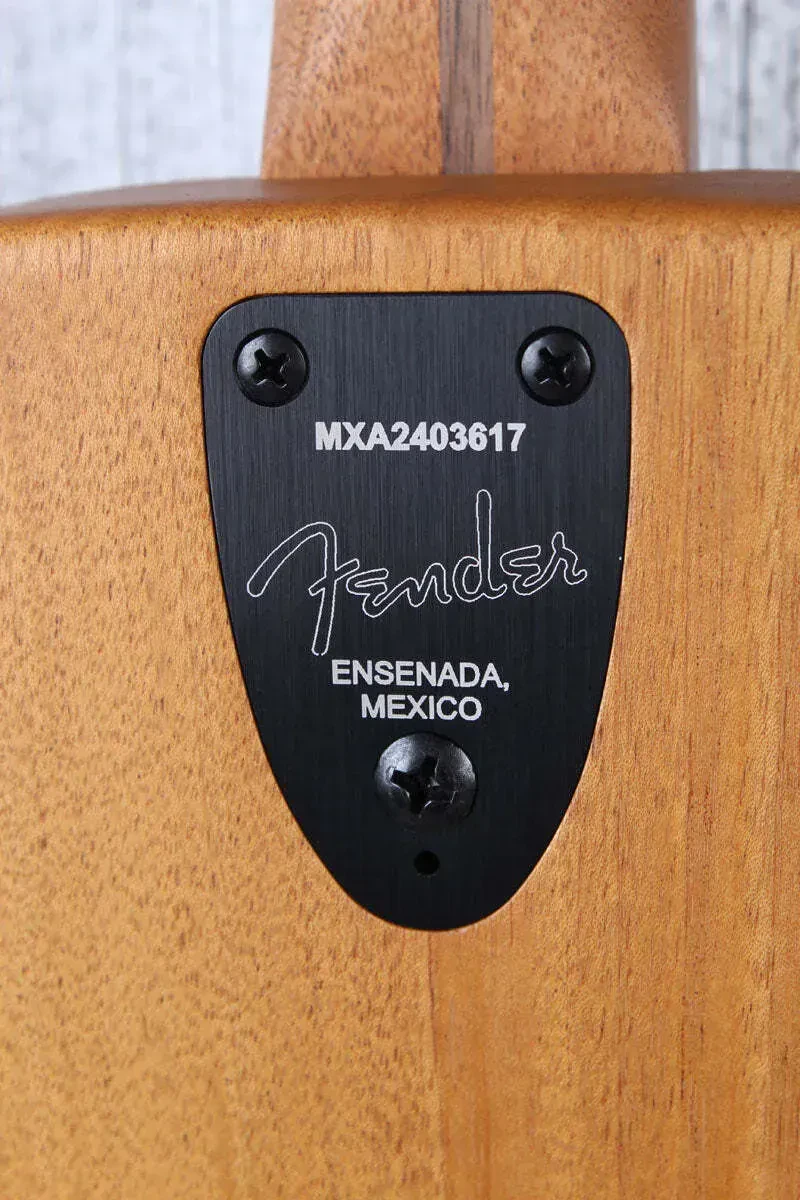 MXA2403617
Fender
ENSENADA,
MEXICO